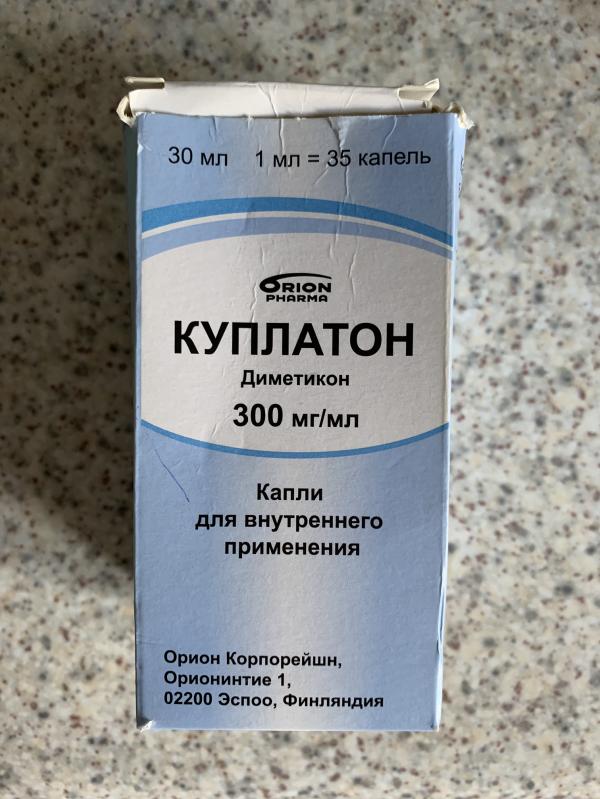 30 мл 1 мл = 35 капель
ORION
PHARMA
КУПЛАТОН
Диметикон
300 мг/мл
Капли
для внутреннего
применения
Орион Корпорейшн,
Орионинтие 1,
02200 Эспоо, Финляндия